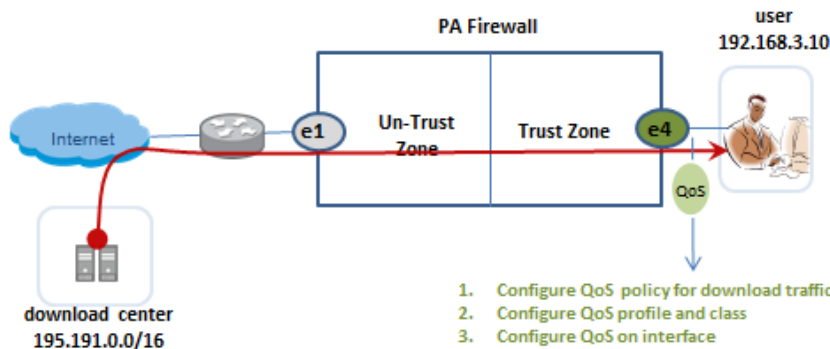 PA Firewall
user
192.168.3.10
Internet
e1
Un-Trust
Zone
Trust Zone
e4
QoS
download center
195.191.0.0/16
1. Configure QoS policy for download traffic
2. Configure QoS profile and class
3. Configure QoS on interface